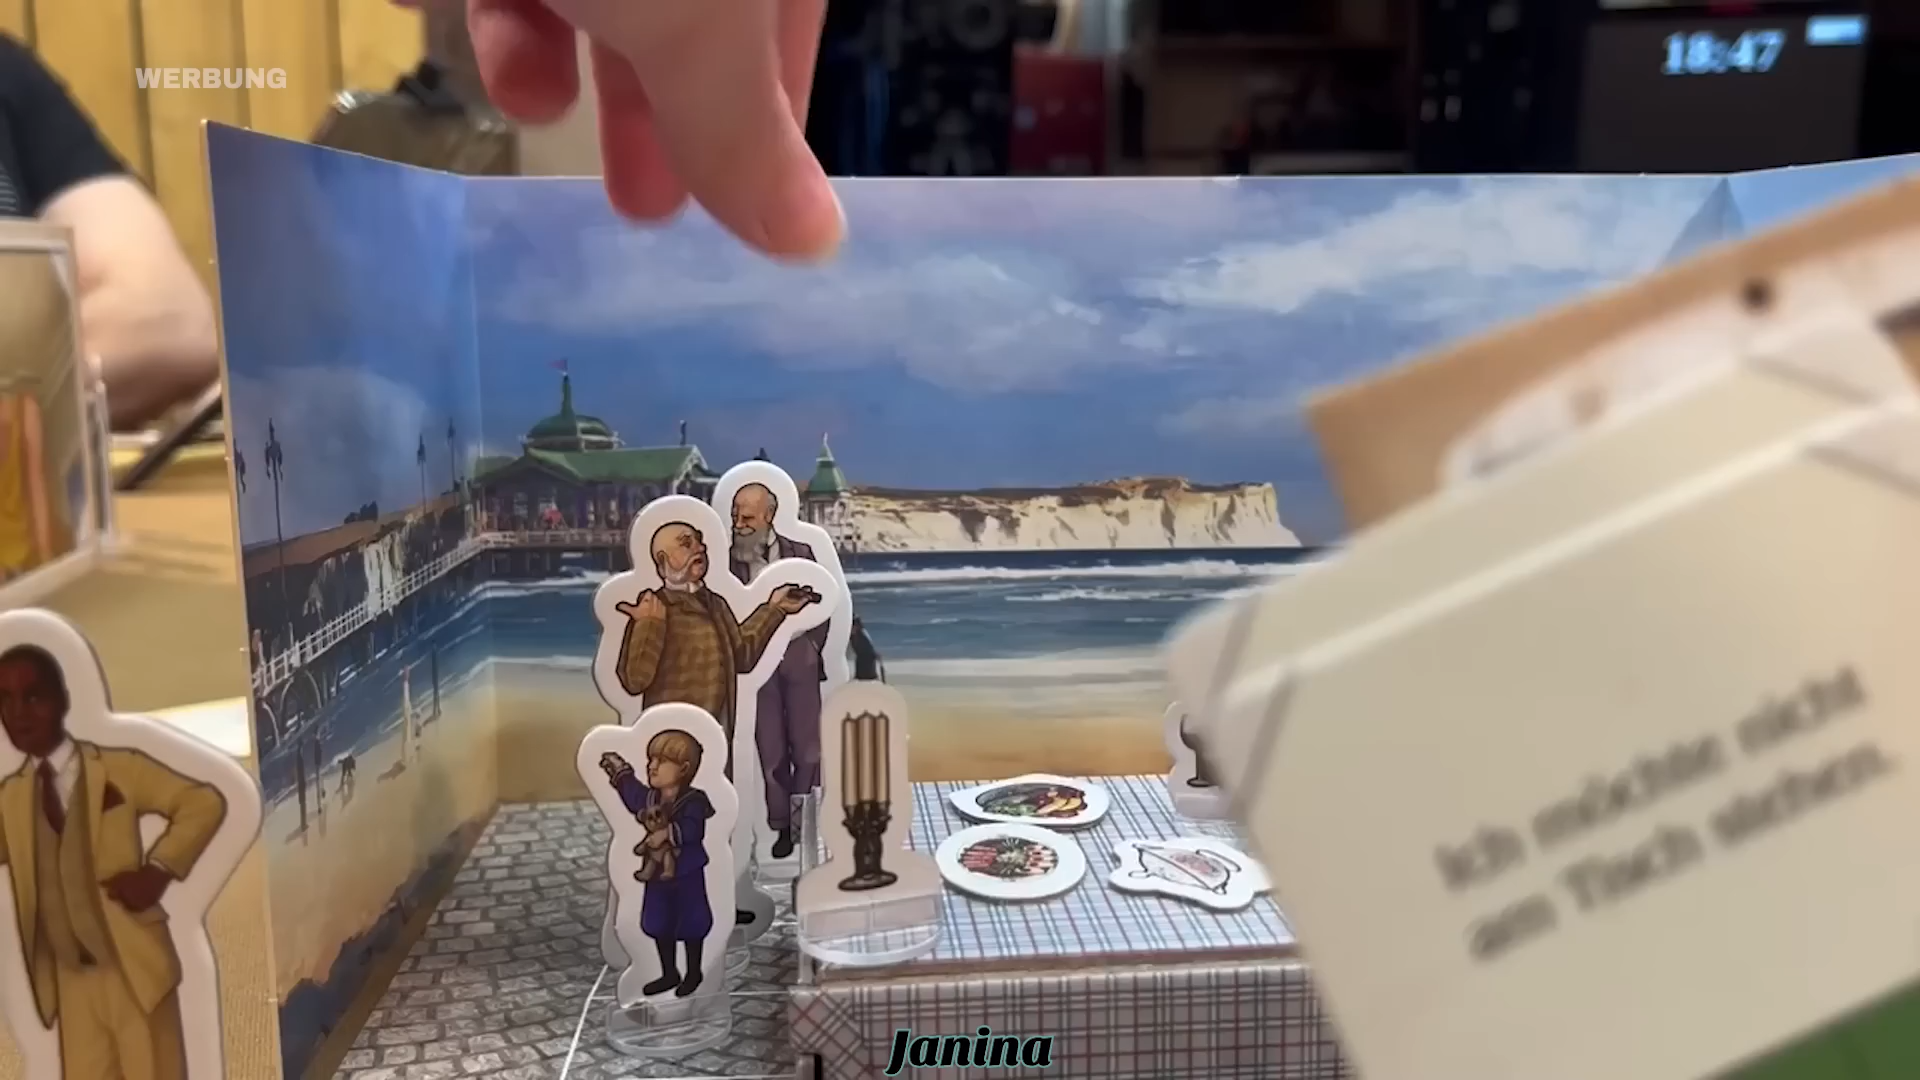 WERBUNG
18:47
Ich möchte nicht
am Tisch stehen.
Janina